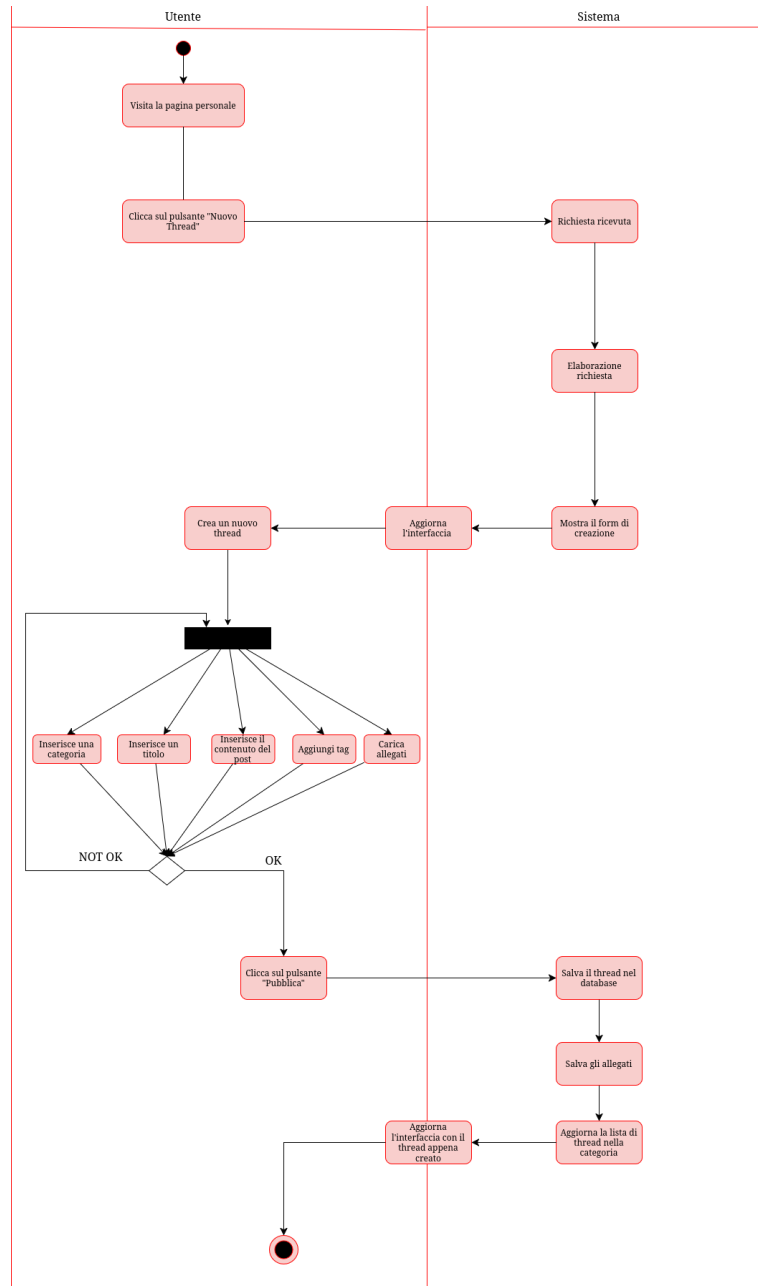 Utente
Sistema
Visita la pagina personale
Clicca sul pulsante "Nuovo
Thread"
Richiesta ricevuta
Elaborazione
richiesta
Crea un nuovo
thread
Aggiorna
l'interfaccia
Mostra il form di
creazione
Inserisce una
categoria
Inserisce un
titolo
Inserisce il
contenuto del
post
Aggiungi tag
Carica
allegati
NOT OK
OK
Clicca sul pulsante
"Pubblica"
Salva il thread nel
database
Salva gli allegati
Aggiorna
l'interfaccia con il
thread appena
creato
Aggiorna la lista di
thread nella
categoria